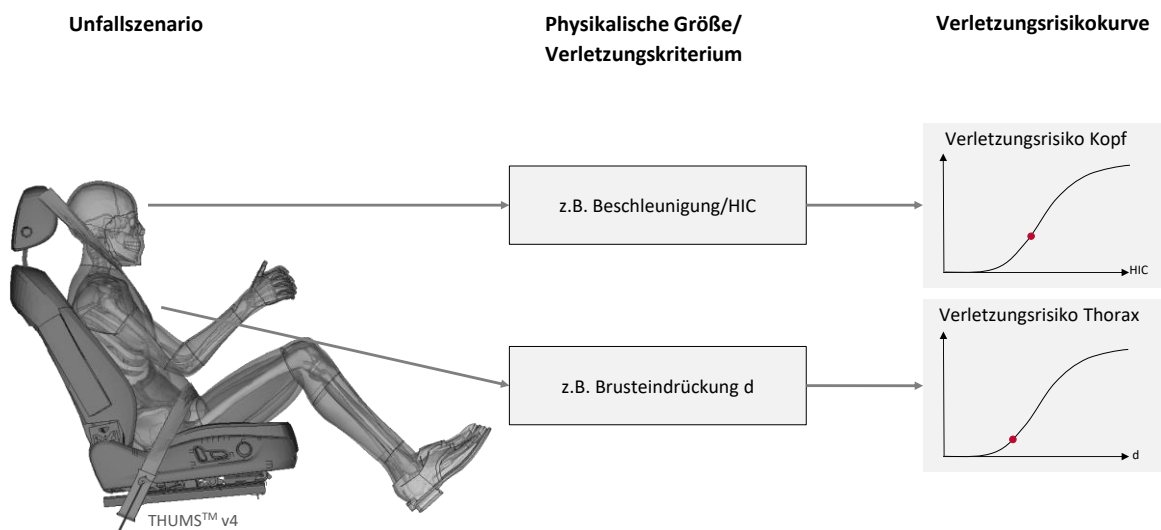 Unfallszenario
Physikalische Größe/
Verletzungskriterium
Verletzungsrisikokurve
Verletzungsrisiko Kopf
z.B. Beschleunigung/HIC
HIC
Verletzungsrisiko Thorax
z.B. Brusteindrückung d
d
THUMS™ v4